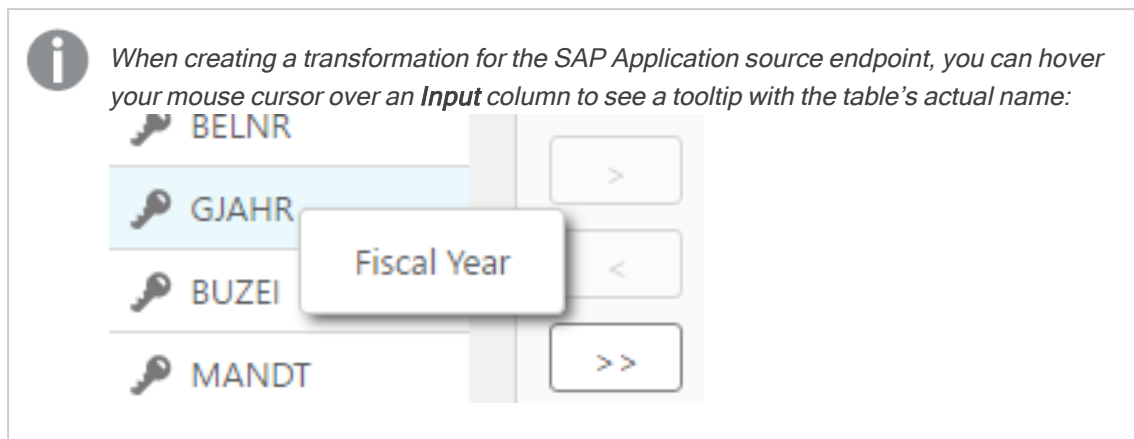 When creating a transformation for the SAP Application source endpoint, you can hover
your mouse cursor over an Input column to see a tooltip with the table's actual name:
BELNR
>
GJAHR
Fiscal Year
<
BUZEI
>>
MANDT